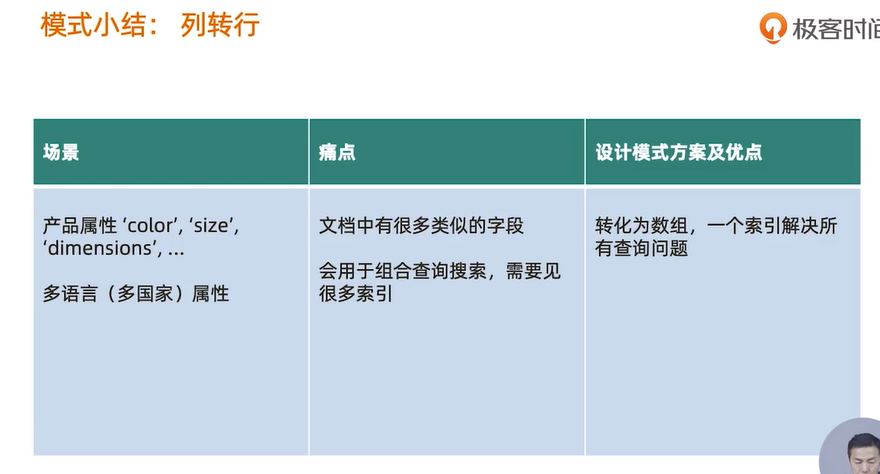 模式小结： 列转行
极客时间
场景
痛点
设计模式方案及优点
产品属性 ‘color’, ‘size’,
‘dimensions’, ...
多语言（多国家）属性
文档中有很多类似的字段
会用于组合查询搜索，需要见
很多索引
转化为数组，一个索引解决所
有查询问题